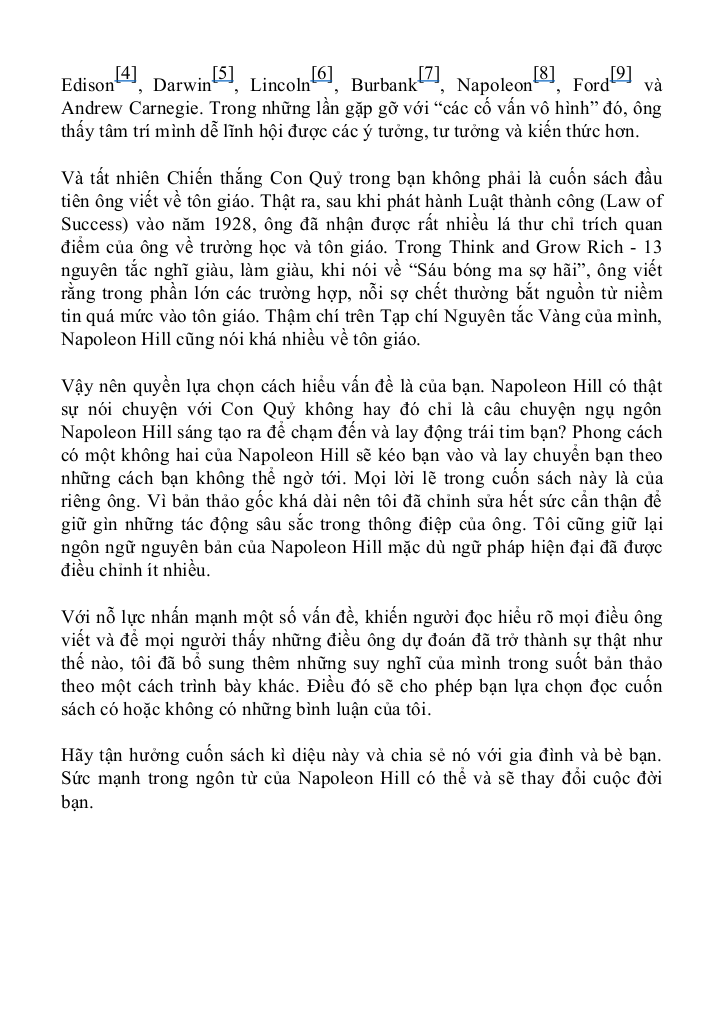 Edison[4], Darwin[5], Lincoln[6], Burbank[7], Napoleon[8], Ford[9] và
Andrew Carnegie. Trong những lần gặp gỡ với “các cố vấn vô hình” đó, ông
thấy tâm trí mình dễ lĩnh hội được các ý tưởng, tư tưởng và kiến thức hơn.
Và tất nhiên Chiến thắng Con Quỷ trong bạn không phải là cuốn sách đầu
tiên ông viết về tôn giáo. Thật ra, sau khi phát hành Luật thành công (Law of
Success) vào năm 1928, ông đã nhận được rất nhiều lá thư chỉ trích quan
điểm của ông về trường học và tôn giáo. Trong Think and Grow Rich - 13
nguyên tắc nghĩ giàu, làm giàu, khi nói về “Sáu bóng ma sợ hãi”, ông viết
rằng trong phần lớn các trường hợp, nỗi sợ chết thường bắt nguồn từ niềm
tin quá mức vào tôn giáo. Thậm chí trên Tạp chí Nguyên tắc Vàng của mình,
Napoleon Hill cũng nói khá nhiều về tôn giáo.
Vậy nên quyền lựa chọn cách hiểu vấn đề là của bạn. Napoleon Hill có thật
sự nói chuyện với Con Quỷ không hay đó chỉ là câu chuyện ngụ ngôn
Napoleon Hill sáng tạo ra để chạm đến và lay động trái tim bạn? Phong cách
có một không hai của Napoleon Hill sẽ kéo bạn vào và lay chuyển bạn theo
những cách bạn không thể ngờ tới. Mọi lời lẽ trong cuốn sách này là của
riêng ông. Vì bản thảo gốc khá dài nên tôi đã chỉnh sửa hết sức cẩn thận để
giữ gìn những tác động sâu sắc trong thông điệp của ông. Tôi cũng giữ lại
ngôn ngữ nguyên bản của Napoleon Hill mặc dù ngữ pháp hiện đại đã được
điều chỉnh ít nhiều.
Với nỗ lực nhấn mạnh một số vấn đề, khiến người đọc hiểu rõ mọi điều ông
viết và để mọi người thấy những điều ông dự đoán đã trở thành sự thật như
thế nào, tôi đã bổ sung thêm những suy nghĩ của mình trong suốt bản thảo
theo một cách trình bày khác. Điều đó sẽ cho phép bạn lựa chọn đọc cuốn
sách có hoặc không có những bình luận của tôi.
Hãy tận hưởng cuốn sách kì diệu này và chia sẻ nó với gia đình và bè bạn.
Sức mạnh trong ngôn từ của Napoleon Hill có thể và sẽ thay đổi cuộc đời
bạn.